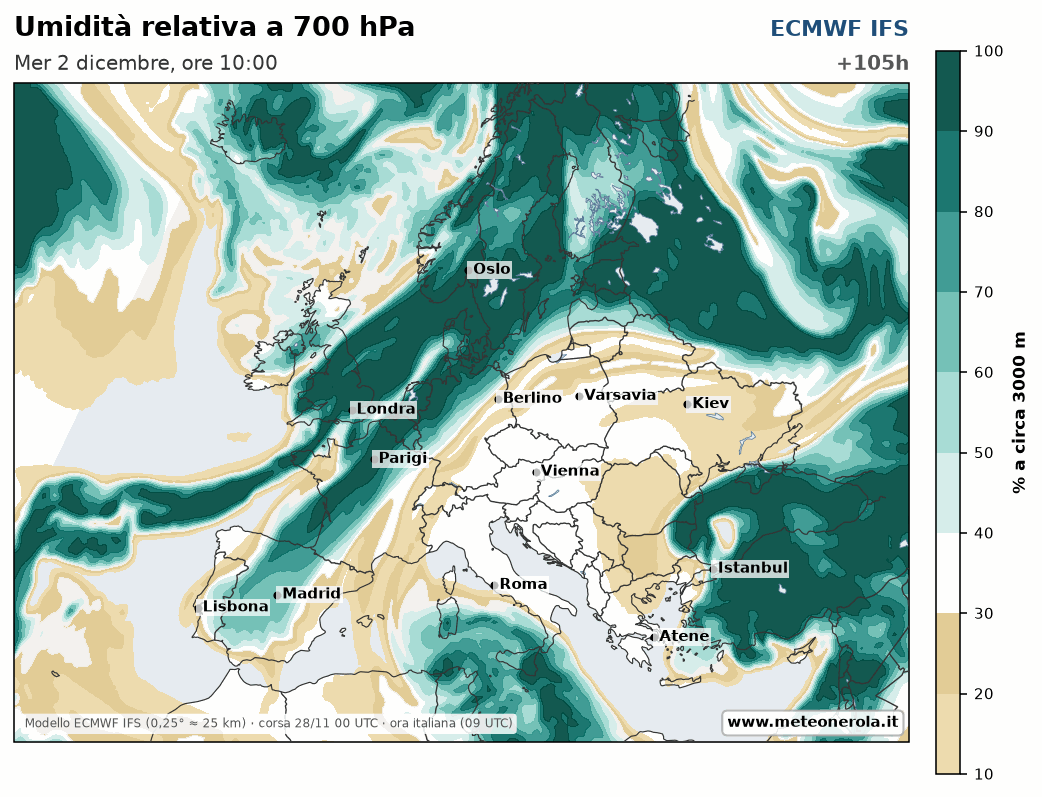 Umidità relativa a 700 hPa
ECMWF IFS
Mer 2 dicembre, ore 10:00
+105h
100
90
80
70
60
50
40
30
20
10
% a circa 3000 m
Oslo
Londra
Berlino
Varsavia
Kiev
Parigi
Vienna
Istanbul
Roma
Madrid
Lisbona
Atene
Modello ECMWF IFS (0,25° ≈ 25 km) · corsa 28/11 00 UTC · ora italiana (09 UTC)
www.meteonerola.it